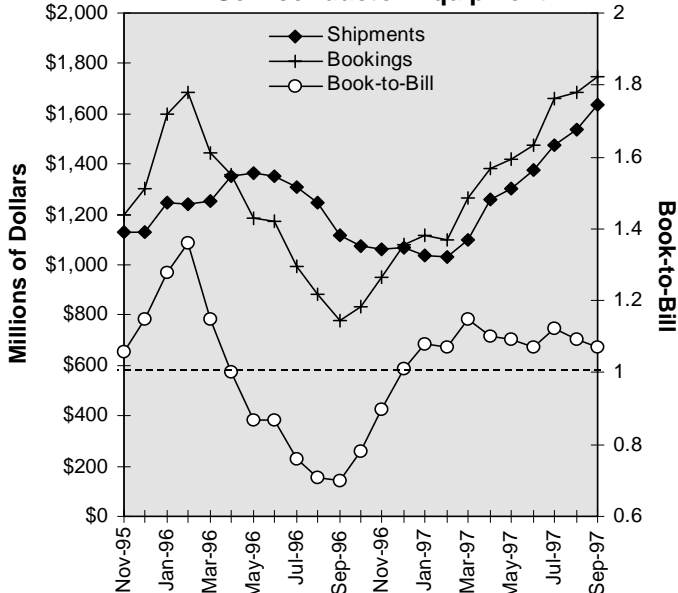 $2,000
$1,800
$1,600
$1,400
$1,200
$1,000
$800
$600
$400
$200
$0
Millions of Dollars
Shipments
Bookings
Book-to-Bill
2
1.8
1.6
1.4
1.2
1
0.8
0.6
Book-to-Bill
Nov-95
Jan-96
Mar-96
May-96
Jul-96
Sep-96
Nov-96
Jan-97
Mar-97
May-97
Jul-97
Sep-97